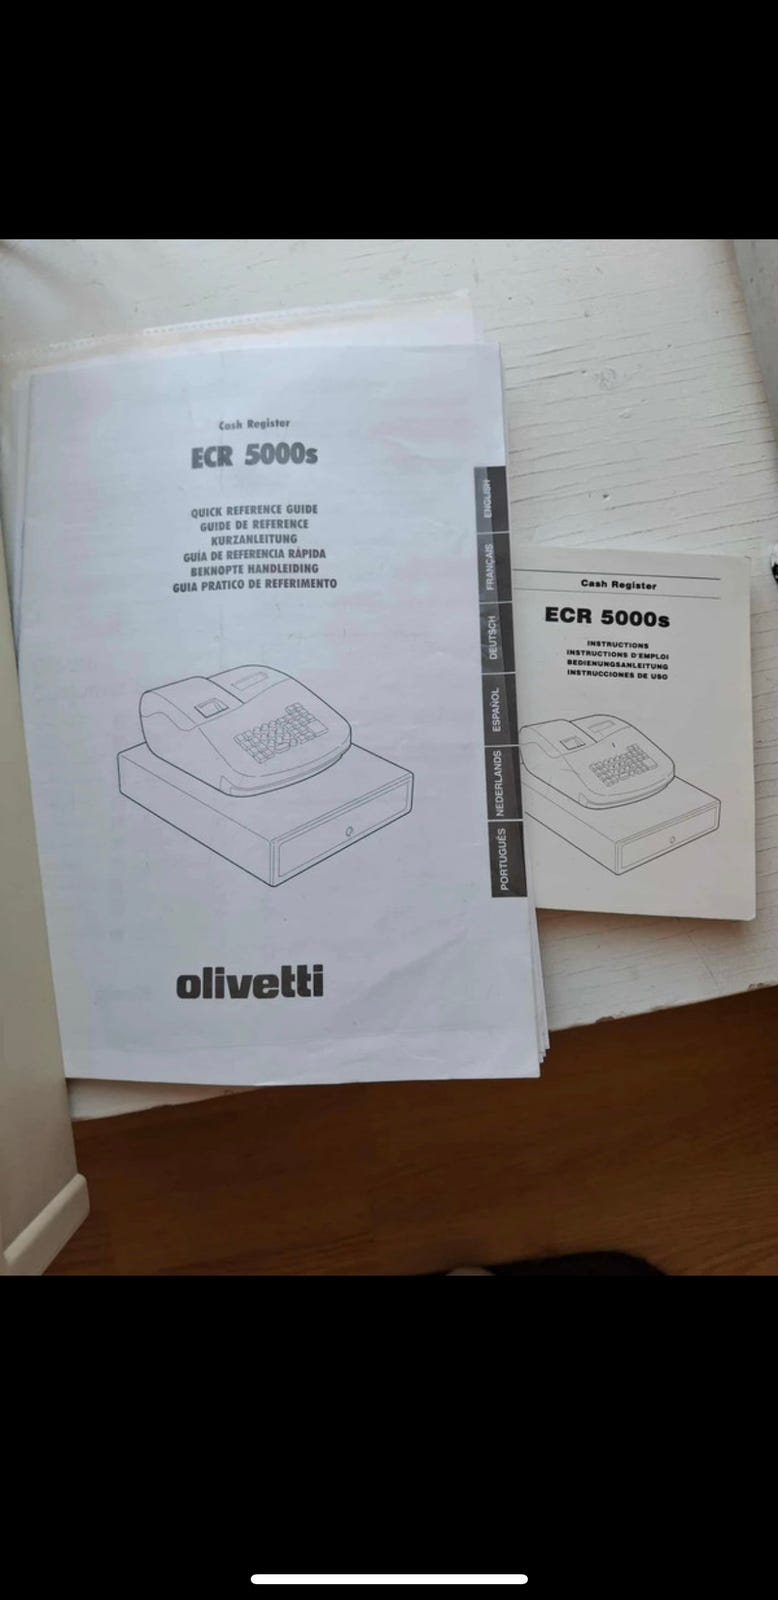 Cash Register
ECR 5000s
QUICK REFERENCE GUIDE
GUIDE DE REFERENCE
KURZANLEITUNG
GUÍA DE REFERENCIA RÁPIDA
BEKNOPTE HANDLEIDING
GUIA PRATICO DE REFERIMENTO
ENGLISH
FRANÇAIS
DEUTSCH
ESPAÑOL
NEDERLANDS
PORTUGUÊS
olivetti
Cash Register
ECR 5000s
INSTRUCTIONS
INSTRUCTIONS D'EMPLOI
BEDIENUNGSANLEITUNG
INSTRUCCIONES DE USO